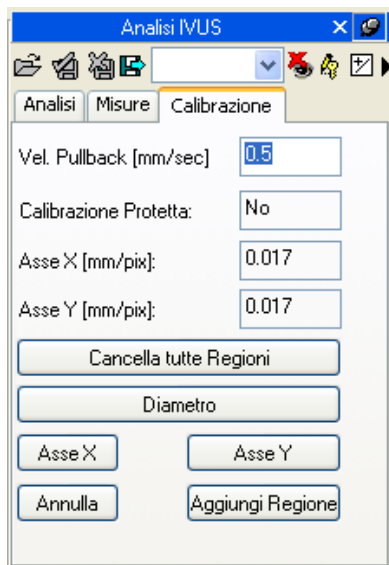 Analisi IVUS
Analisi Misure Calibrazione
Vel. Pullback [mm/sec] 0.5
Calibrazione Protetta: No
Asse X [mm/pix]: 0.017
Asse Y [mm/pix]: 0.017
Cancella tutte Regioni
Diametro
Asse X Asse Y
Annulla Aggiungi Regione